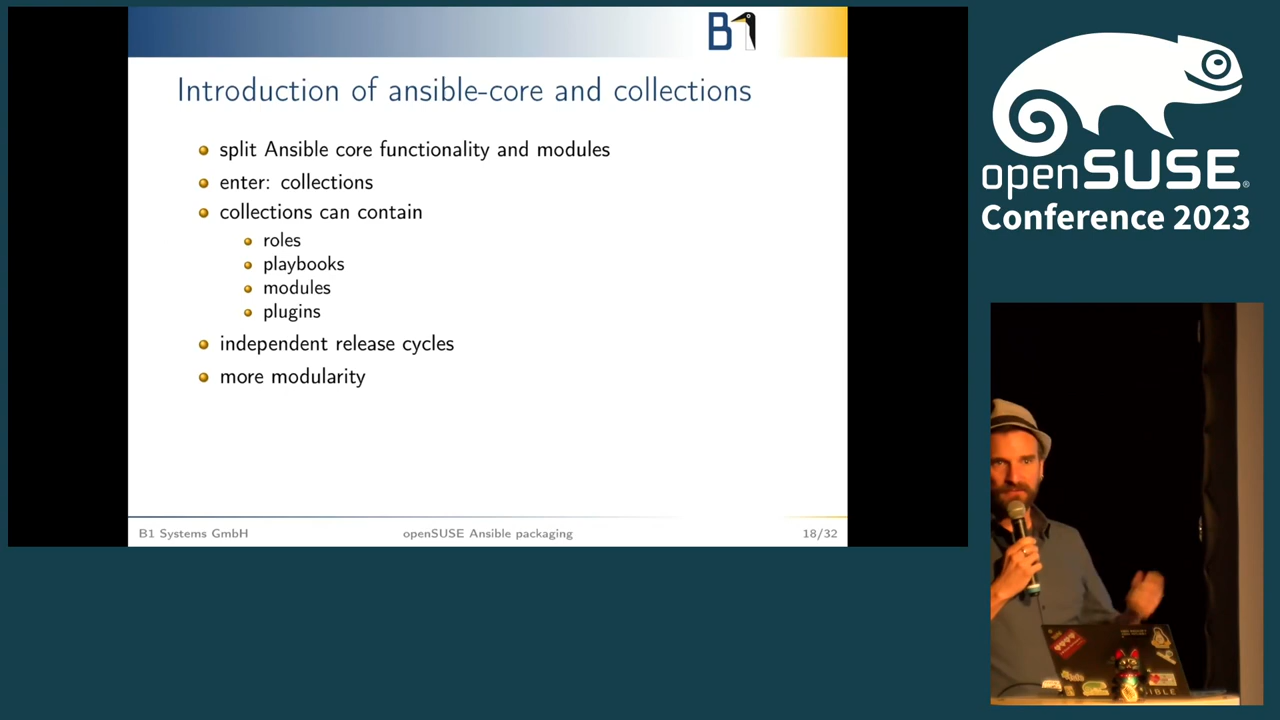 B1
Introduction of ansible-core and collections
split Ansible core functionality and modules
enter: collections
collections can contain
roles
playbooks
modules
plugins
independent release cycles
more modularity
B1 Systems GmbH
openSUSE Ansible packaging
18/32
openSUSE®
Conference 2023